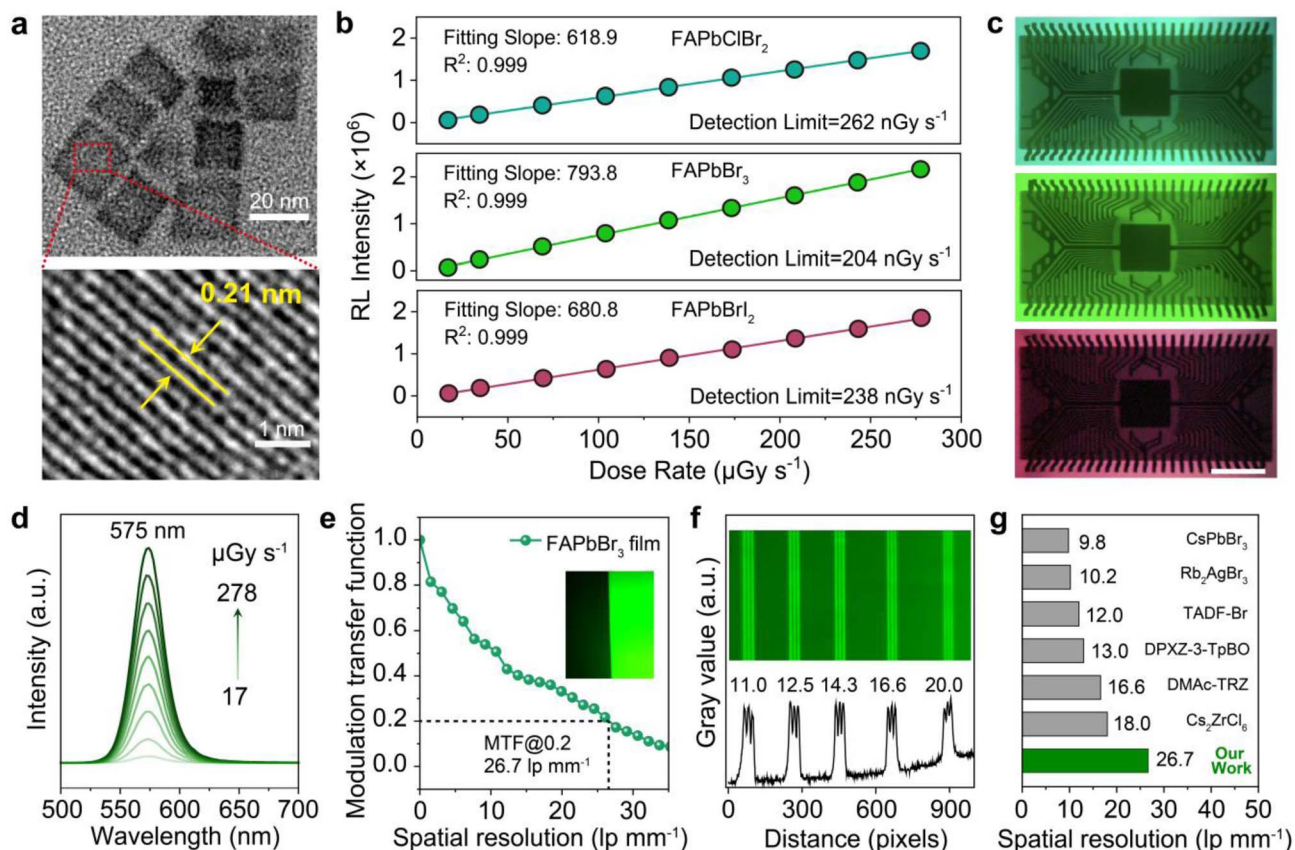 a
20 nm
0.21 nm
1 nm
b
RL Intensity (×10⁶)
2
1
0
Fitting Slope: 618.9
R²: 0.999
FAPbClBr₂
Detection Limit=262 nGy s⁻¹
2
1
0
Fitting Slope: 793.8
R²: 0.999
FAPbBr₃
Detection Limit=204 nGy s⁻¹
2
1
0
Fitting Slope: 680.8
R²: 0.999
FAPbBrI₂
Detection Limit=238 nGy s⁻¹
0 50 100 150 200 250 300
Dose Rate (µGy s⁻¹)
c
d
Intensity (a.u.)
575 nm
µGy s⁻¹
278
17
500 550 600 650 700
Wavelength (nm)
e
Modulation transfer function
1.0
0.8
0.6
0.4
0.2
0.0
FAPbBr₃ film
MTF@0.2
26.7 lp mm⁻¹
0 10 20 30
Spatial resolution (lp mm⁻¹)
f
Gray value (a.u.)
11.0 12.5 14.3 16.6 20.0
0 300 600 900
Distance (pixels)
g
9.8 CsPbBr₃
10.2 Rb₂AgBr₃
12.0 TADF-Br
13.0 DPXZ-3-TpBO
16.6 DMAc-TRZ
18.0 Cs₂ZrCl₆
26.7 Our
Work
0 10 20 30 40 50
Spatial resolution (lp mm⁻¹)